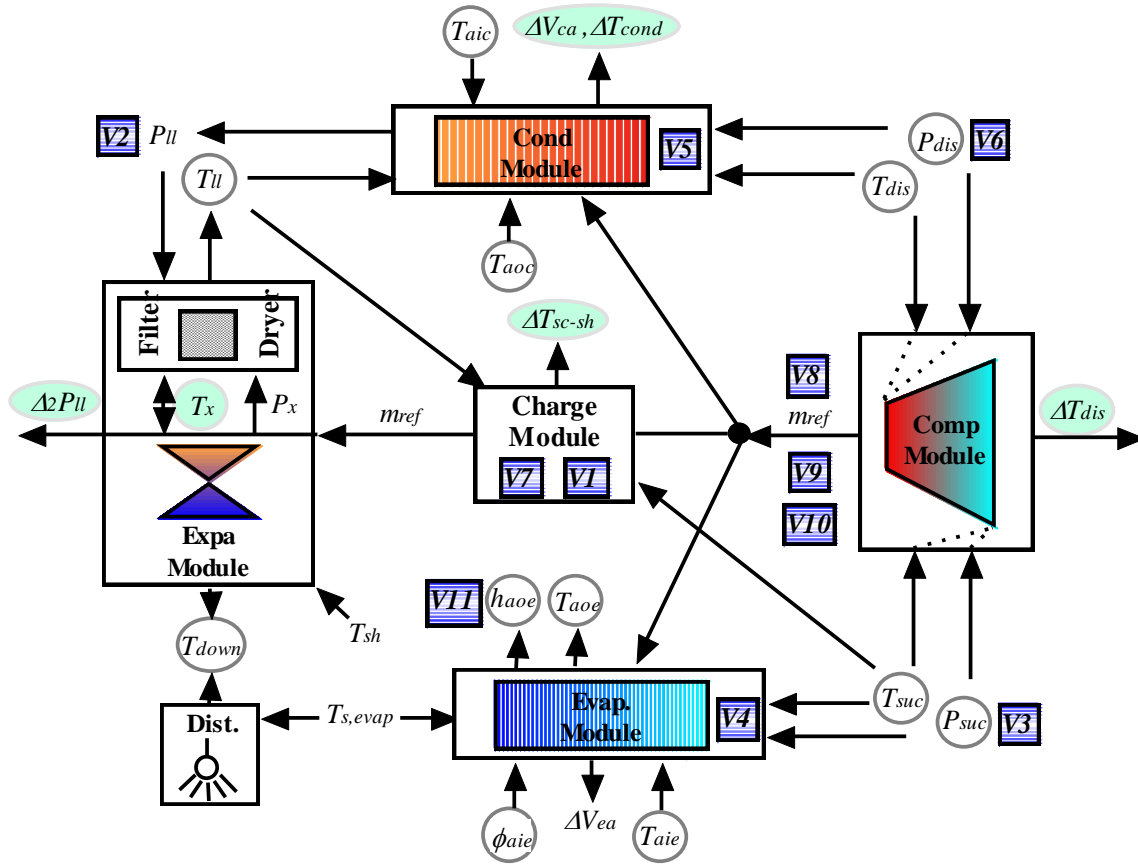 Taic
ΔVca , ΔTcond
V2 Pll
Cond
Module
V5
Pdis
V6
Tll
Tdis
Taoc
Filter
Dryer
ΔTsc-sh
Δ2Pll
Tx
Px
mref
Charge
Module
V7
V1
V8
mref
V9
V10
Comp
Module
ΔTdis
Expa
Module
V11
haoe
Taoe
Tsh
Tdown
Dist.
Ts,evap
Evap.
Module
V4
Tsuc
Psuc
V3
ϕaie
ΔVea
Taie